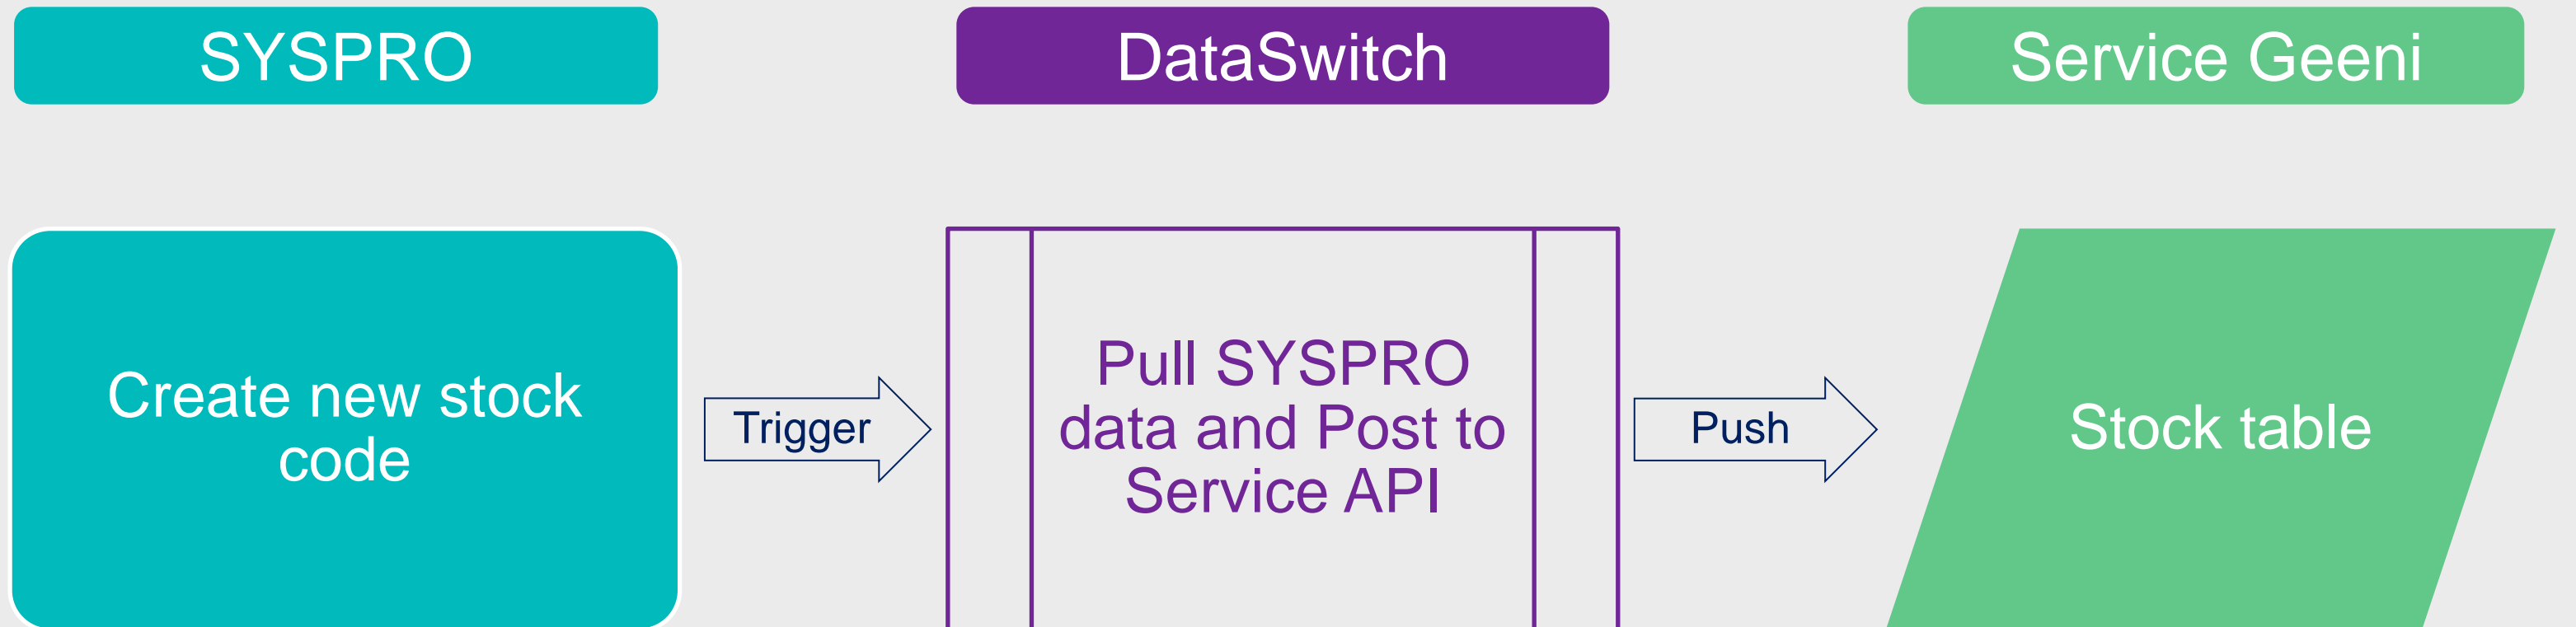 SYSPRO
DataSwitch
Service Geeni
Create new stock
code
Trigger
Pull SYSPRO
data and Post to
Service API
Push
Stock table